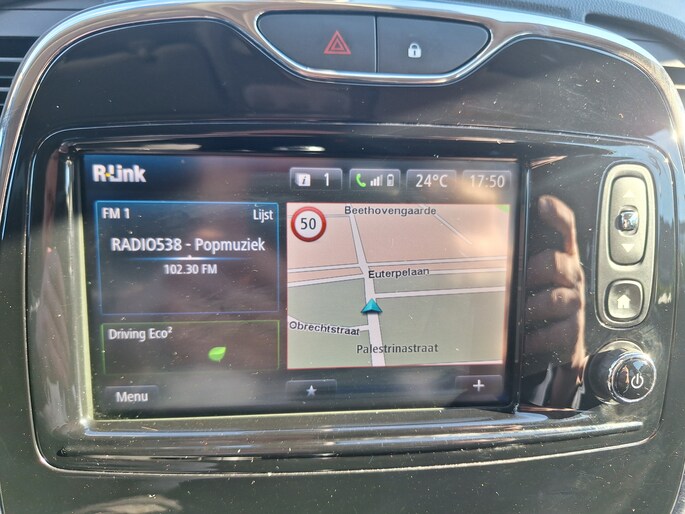 R-Link
i 1
24°C
17:50
FM 1 Lijst
RADIO538 - Popmuziek
102.30 FM
50
Beethovengaarde
Euterpelaan
Obrechtstraat
Palestrinastraat
Driving Eco²
Menu
★
+